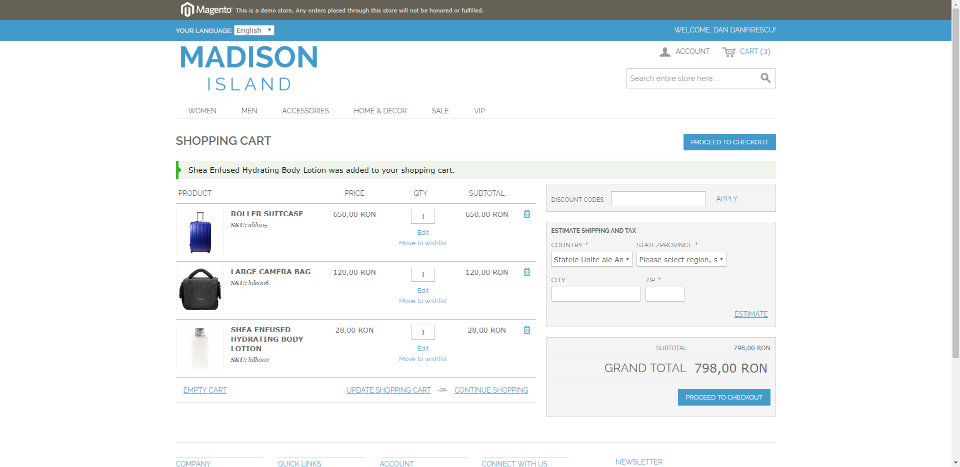 Magento This is a demo store. Any orders placed through this store will not be honored or fulfilled.
YOUR LANGUAGE: English WELCOME, DAN DANFIRESCU!
MADISON
ISLAND
ACCOUNT CART (3)
Search entire store here...
WOMEN MEN ACCESSORIES HOME & DECOR SALE VIP
SHOPPING CART PROCEED TO CHECKOUT
Shea Enfused Hydrating Body Lotion was added to your shopping cart.
PRODUCT PRICE QTY SUBTOTAL
ROLLER SUITCASE 650,00 RON 1 650,00 RON
SKU:
Edit
Move to wishlist
LARGE CAMERA BAG 120,00 RON 1 120,00 RON
SKU:
Edit
Move to wishlist
SHEA ENFUSED HYDRATING BODY LOTION 28,00 RON 1 28,00 RON
SKU:
Edit
Move to wishlist
EMPTY CART UPDATE SHOPPING CART -or- CONTINUE SHOPPING
DISCOUNT CODES APPLY
ESTIMATE SHIPPING AND TAX
COUNTRY * STATE/PROVINCE *
Statele Unite ale Am Please select region, s
CITY ZIP *
ESTIMATE
SUBTOTAL 798,00 RON
GRAND TOTAL 798,00 RON
PROCEED TO CHECKOUT
COMPANY QUICK LINKS ACCOUNT CONNECT WITH US NEWSLETTER